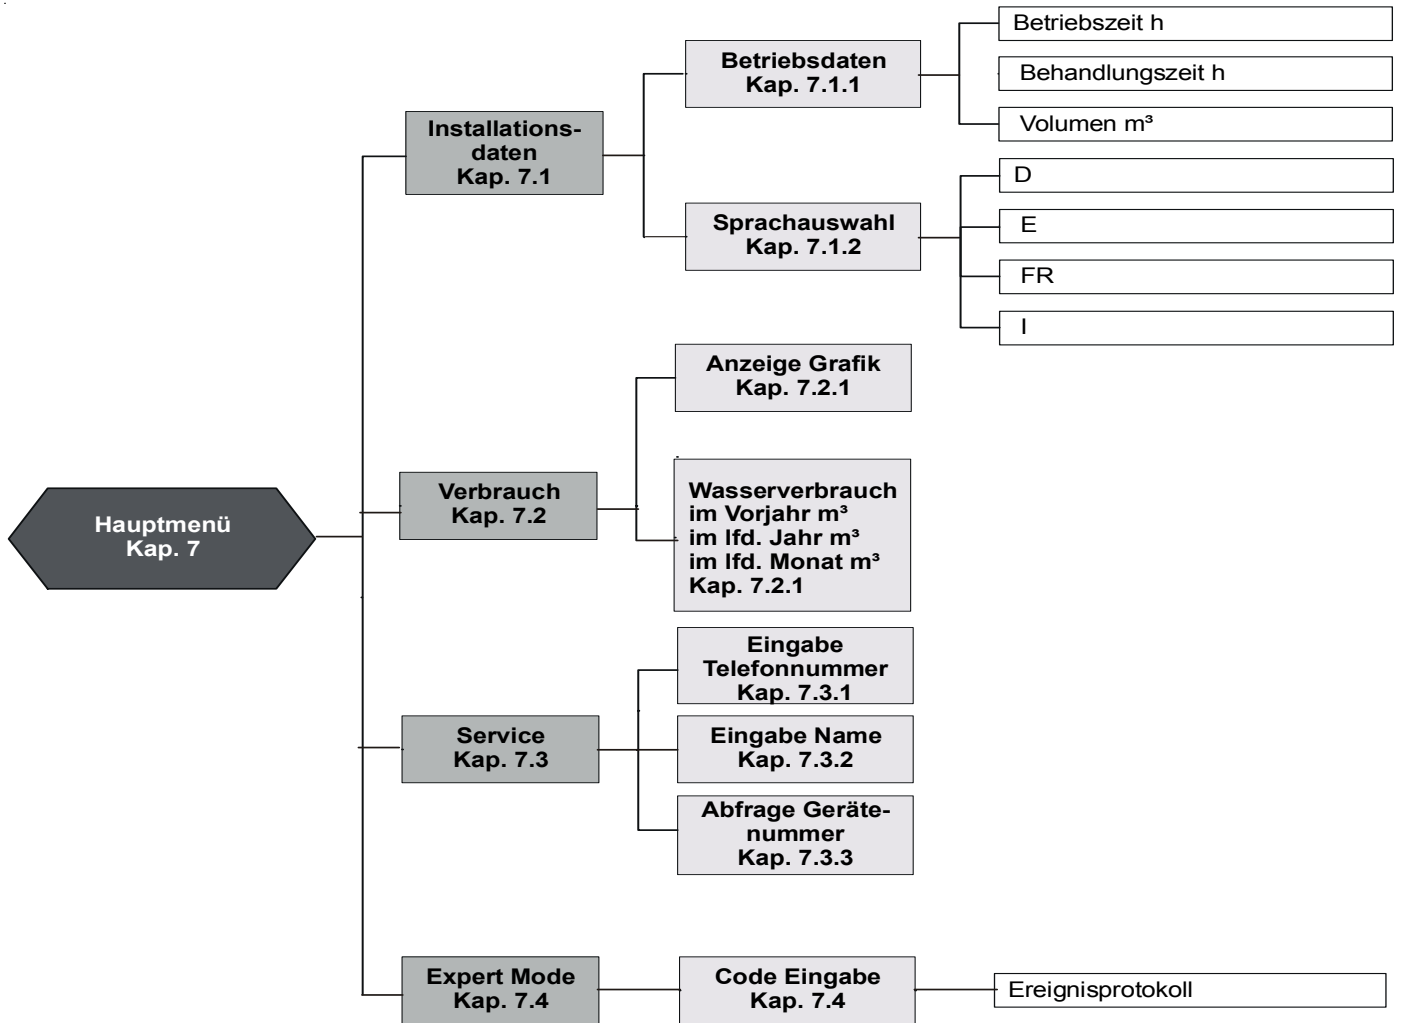 Hauptmenü
Kap. 7
Installations-
daten
Kap. 7.1
Betriebsdaten
Kap. 7.1.1
Betriebszeit h
Behandlungszeit h
Volumen m³
Sprachauswahl
Kap. 7.1.2
D
E
FR
I
Verbrauch
Kap. 7.2
Anzeige Grafik
Kap. 7.2.1
Wasserverbrauch
im Vorjahr m³
im lfd. Jahr m³
im lfd. Monat m³
Kap. 7.2.1
Service
Kap. 7.3
Eingabe
Telefonnummer
Kap. 7.3.1
Eingabe Name
Kap. 7.3.2
Abfrage Geräte-
nummer
Kap. 7.3.3
Expert Mode
Kap. 7.4
Code Eingabe
Kap. 7.4
Ereignisprotokoll